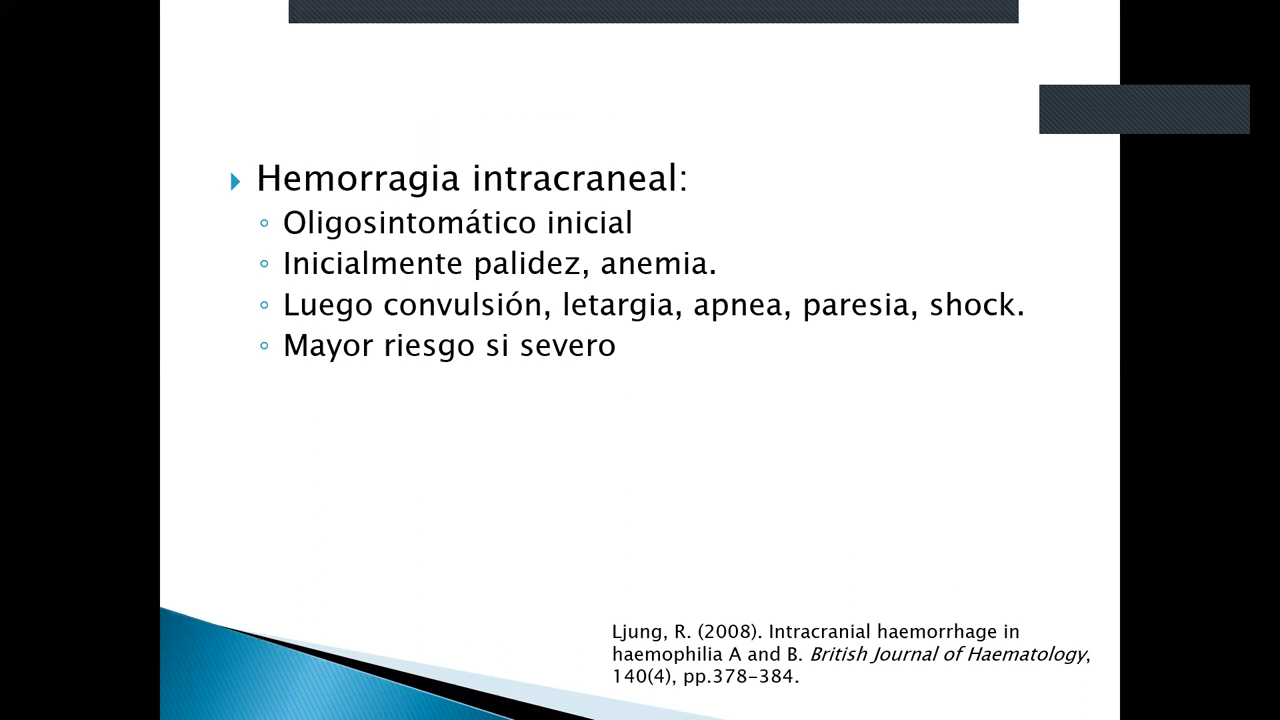 Hemorragia intracraneal:
Oligosintomático inicial
Inicialmente palidez, anemia.
Luego convulsión, letargia, apnea, paresia, shock.
Mayor riesgo si severo
Ljung, R. (2008). Intracranial haemorrhage in
haemophilia A and B. British Journal of Haematology,
140(4), pp.378-384.